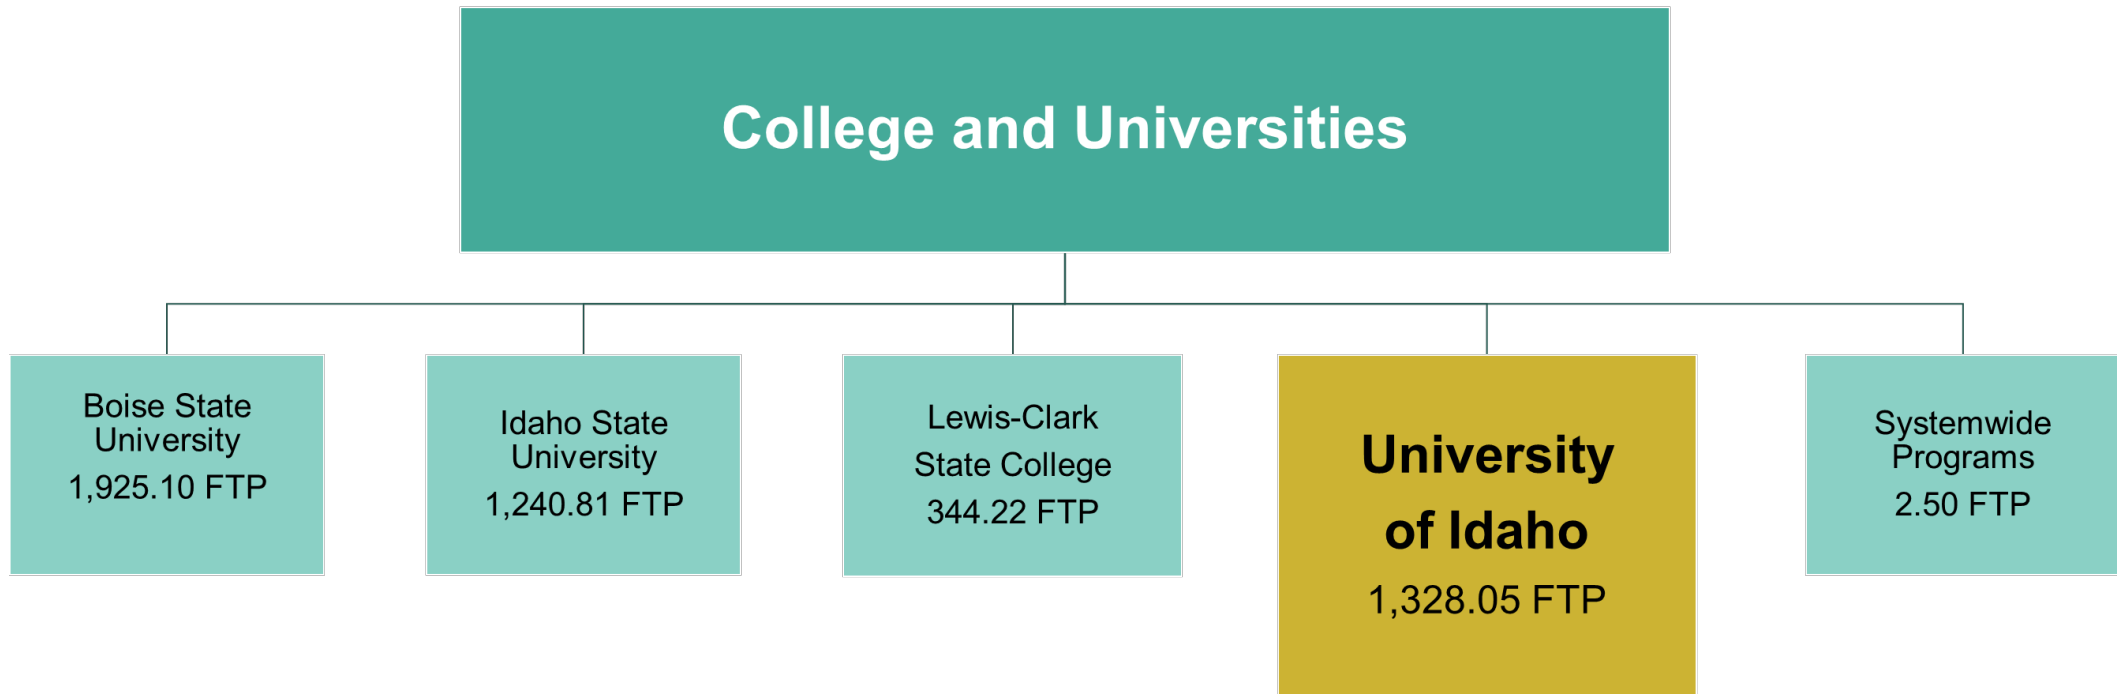 College and Universities
Boise State
University
1,925.10 FTP
Idaho State
University
1,240.81 FTP
Lewis-Clark
State College
344.22 FTP
University
of Idaho
1,328.05 FTP
Systemwide
Programs
2.50 FTP